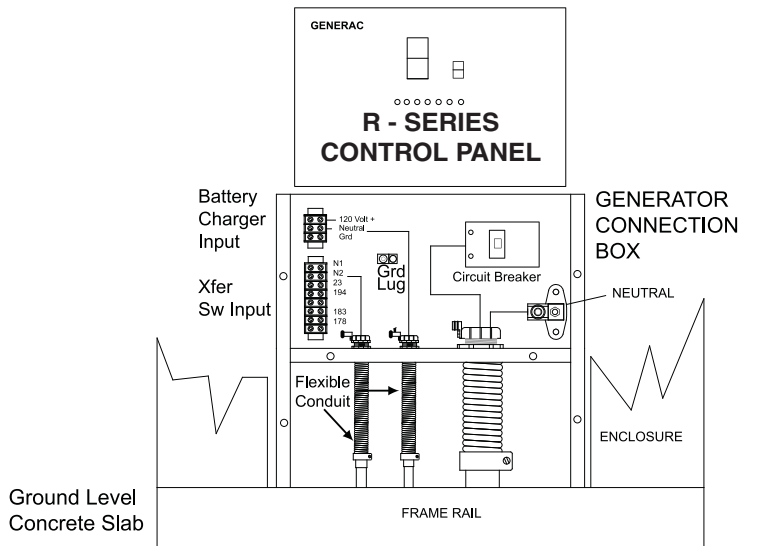 GENERAC
R - SERIES
CONTROL PANEL
Battery
Charger
Input
120 Volt +
Neutral
Grd
GENERATOR
CONNECTION
BOX
Xfer
Sw Input
N1
N2
23
194
183
178
Grd
Lug
Circuit Breaker
NEUTRAL
Flexible
Conduit
ENCLOSURE
Ground Level
Concrete Slab
FRAME RAIL